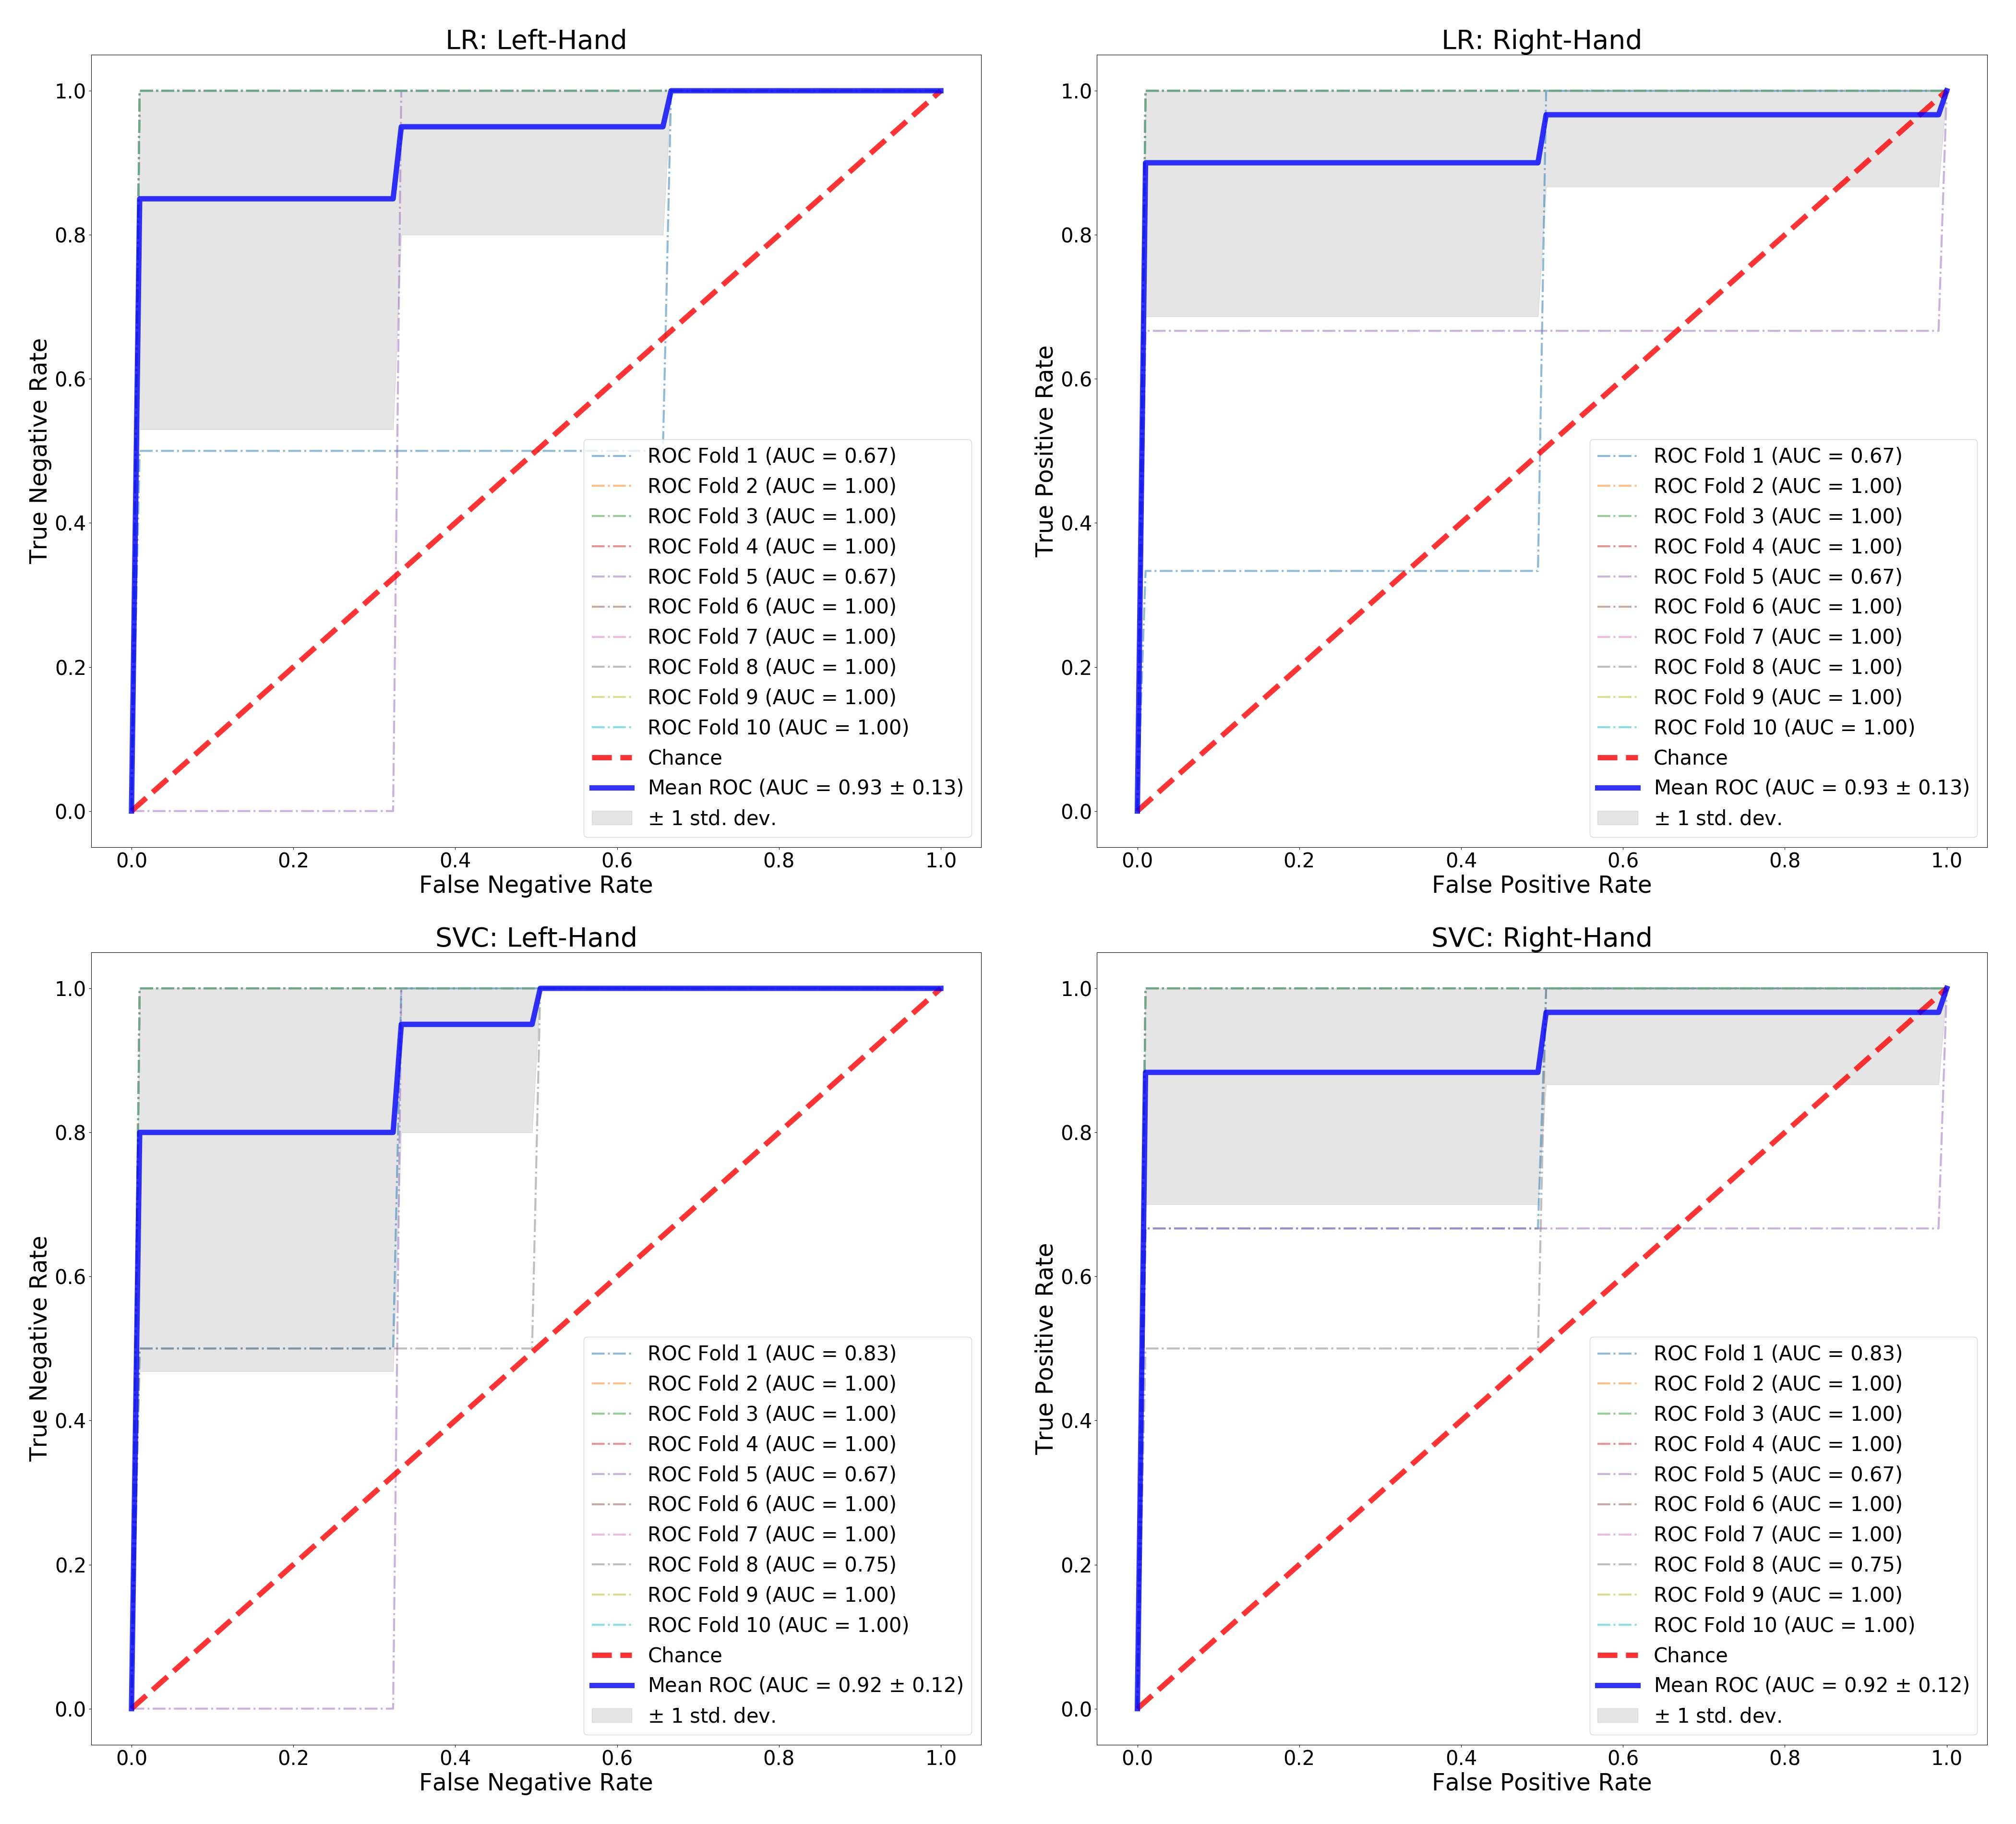 LR: Left-Hand
True Negative Rate
1.0
0.8
0.6
0.4
0.2
0.0
ROC Fold 1 (AUC = 0.67)
ROC Fold 2 (AUC = 1.00)
ROC Fold 3 (AUC = 1.00)
ROC Fold 4 (AUC = 1.00)
ROC Fold 5 (AUC = 0.67)
ROC Fold 6 (AUC = 1.00)
ROC Fold 7 (AUC = 1.00)
ROC Fold 8 (AUC = 1.00)
ROC Fold 9 (AUC = 1.00)
ROC Fold 10 (AUC = 1.00)
Chance
Mean ROC (AUC = 0.93 ± 0.13)
± 1 std. dev.
0.0 0.2 0.4 0.6 0.8 1.0
False Negative Rate
LR: Right-Hand
True Positive Rate
1.0
0.8
0.6
0.4
0.2
0.0
ROC Fold 1 (AUC = 0.67)
ROC Fold 2 (AUC = 1.00)
ROC Fold 3 (AUC = 1.00)
ROC Fold 4 (AUC = 1.00)
ROC Fold 5 (AUC = 0.67)
ROC Fold 6 (AUC = 1.00)
ROC Fold 7 (AUC = 1.00)
ROC Fold 8 (AUC = 1.00)
ROC Fold 9 (AUC = 1.00)
ROC Fold 10 (AUC = 1.00)
Chance
Mean ROC (AUC = 0.93 ± 0.13)
± 1 std. dev.
0.0 0.2 0.4 0.6 0.8 1.0
False Positive Rate
SVC: Left-Hand
True Negative Rate
1.0
0.8
0.6
0.4
0.2
0.0
ROC Fold 1 (AUC = 0.83)
ROC Fold 2 (AUC = 1.00)
ROC Fold 3 (AUC = 1.00)
ROC Fold 4 (AUC = 1.00)
ROC Fold 5 (AUC = 0.67)
ROC Fold 6 (AUC = 1.00)
ROC Fold 7 (AUC = 1.00)
ROC Fold 8 (AUC = 0.75)
ROC Fold 9 (AUC = 1.00)
ROC Fold 10 (AUC = 1.00)
Chance
Mean ROC (AUC = 0.92 ± 0.12)
± 1 std. dev.
0.0 0.2 0.4 0.6 0.8 1.0
False Negative Rate
SVC: Right-Hand
True Positive Rate
1.0
0.8
0.6
0.4
0.2
0.0
ROC Fold 1 (AUC = 0.83)
ROC Fold 2 (AUC = 1.00)
ROC Fold 3 (AUC = 1.00)
ROC Fold 4 (AUC = 1.00)
ROC Fold 5 (AUC = 0.67)
ROC Fold 6 (AUC = 1.00)
ROC Fold 7 (AUC = 1.00)
ROC Fold 8 (AUC = 0.75)
ROC Fold 9 (AUC = 1.00)
ROC Fold 10 (AUC = 1.00)
Chance
Mean ROC (AUC = 0.92 ± 0.12)
± 1 std. dev.
0.0 0.2 0.4 0.6 0.8 1.0
False Positive Rate